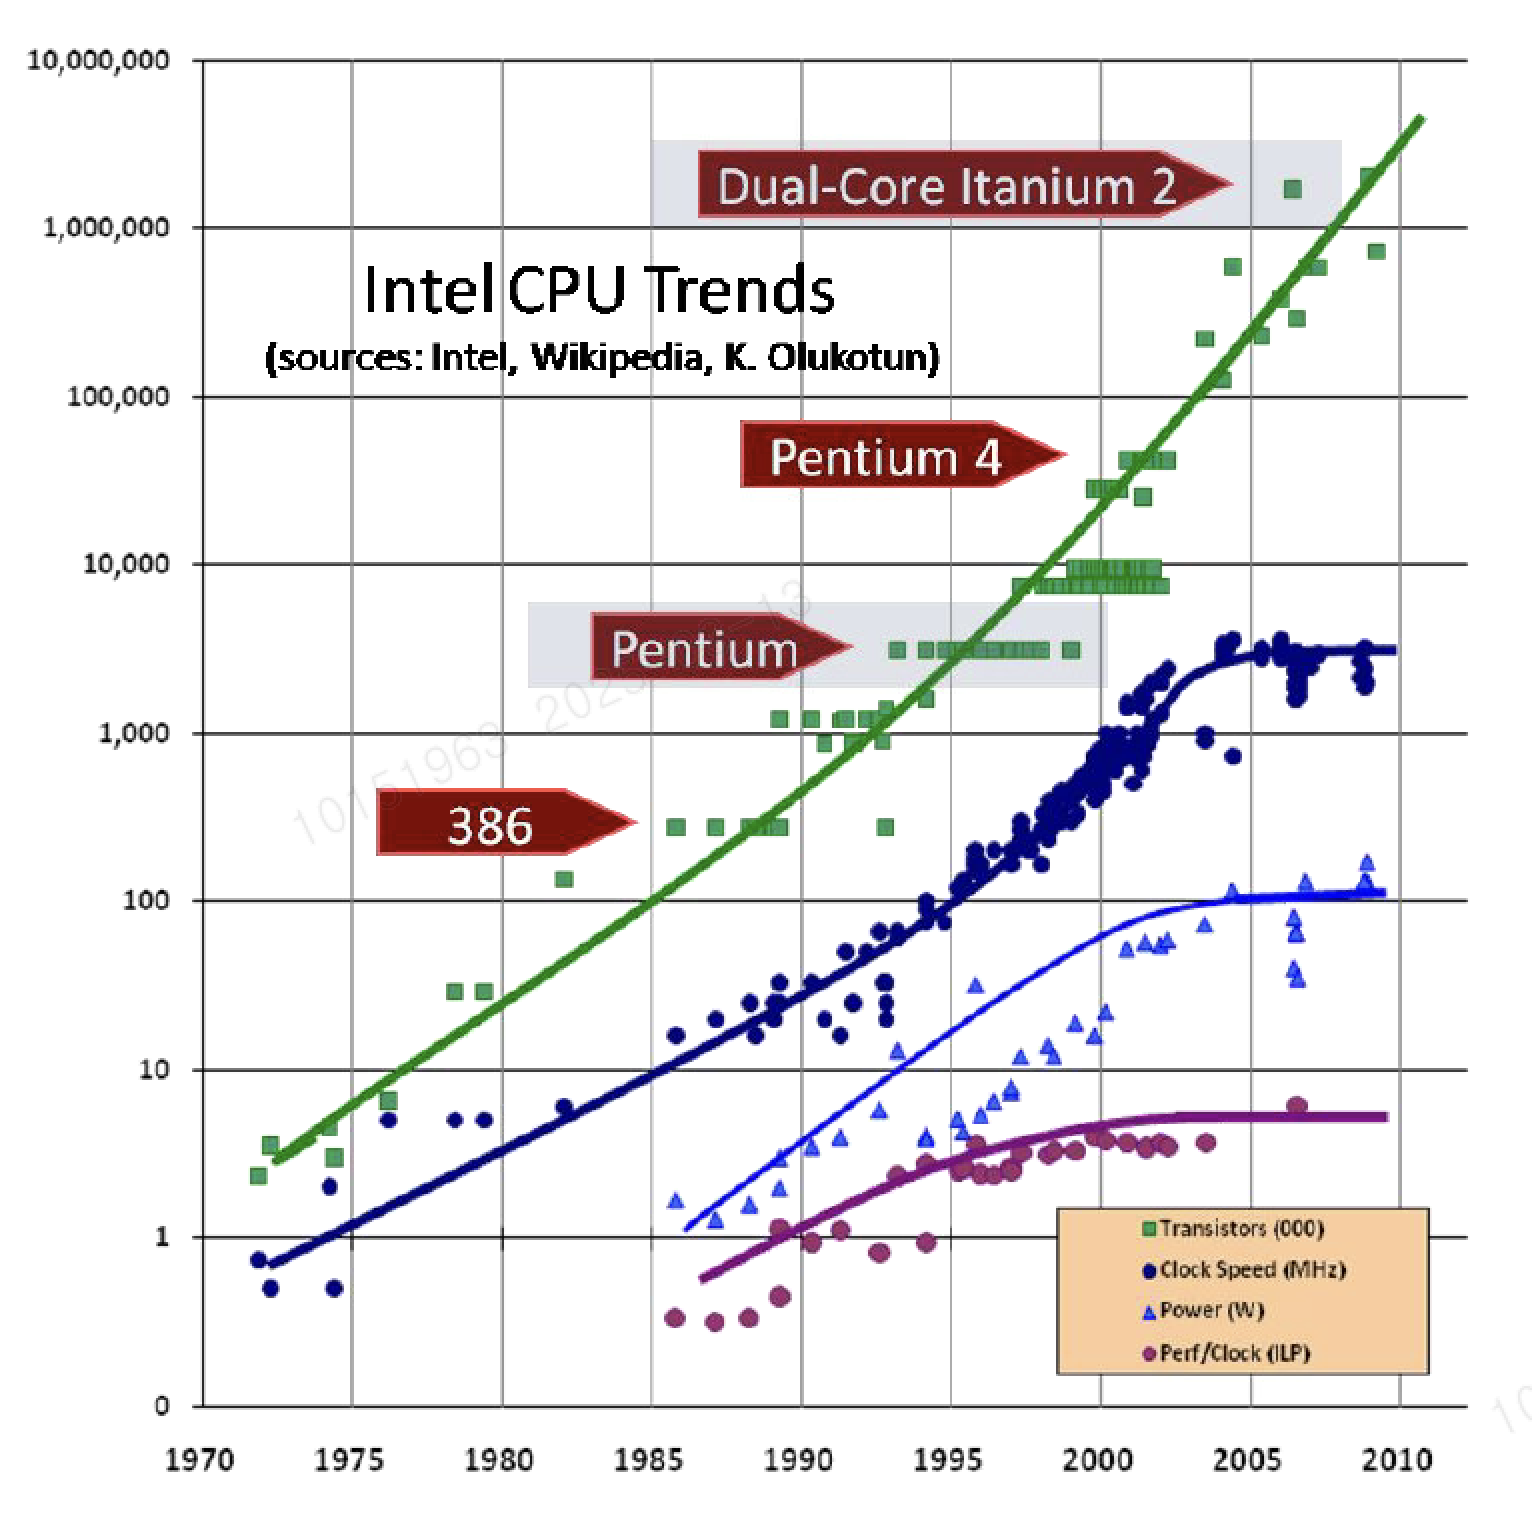 10,000,000
Dual-Core Itanium 2
1,000,000
Intel CPU Trends
(sources: Intel, Wikipedia, K. Olukotun)
100,000
Pentium 4
10,000
Pentium
1,000
386
100
10
1
Transistors (000)
Clock Speed (MHz)
Power (W)
Perf/Clock (ILP)
0
1970 1975 1980 1985 1990 1995 2000 2005 2010